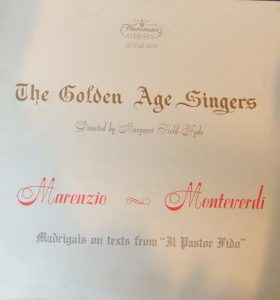 Westminster
HI-FI
The Golden Age Singers
Directed by Margaret Field-Hyde
Marenzio ~ Monteverdi
Madrigals on texts from "Il Pastor Fido"